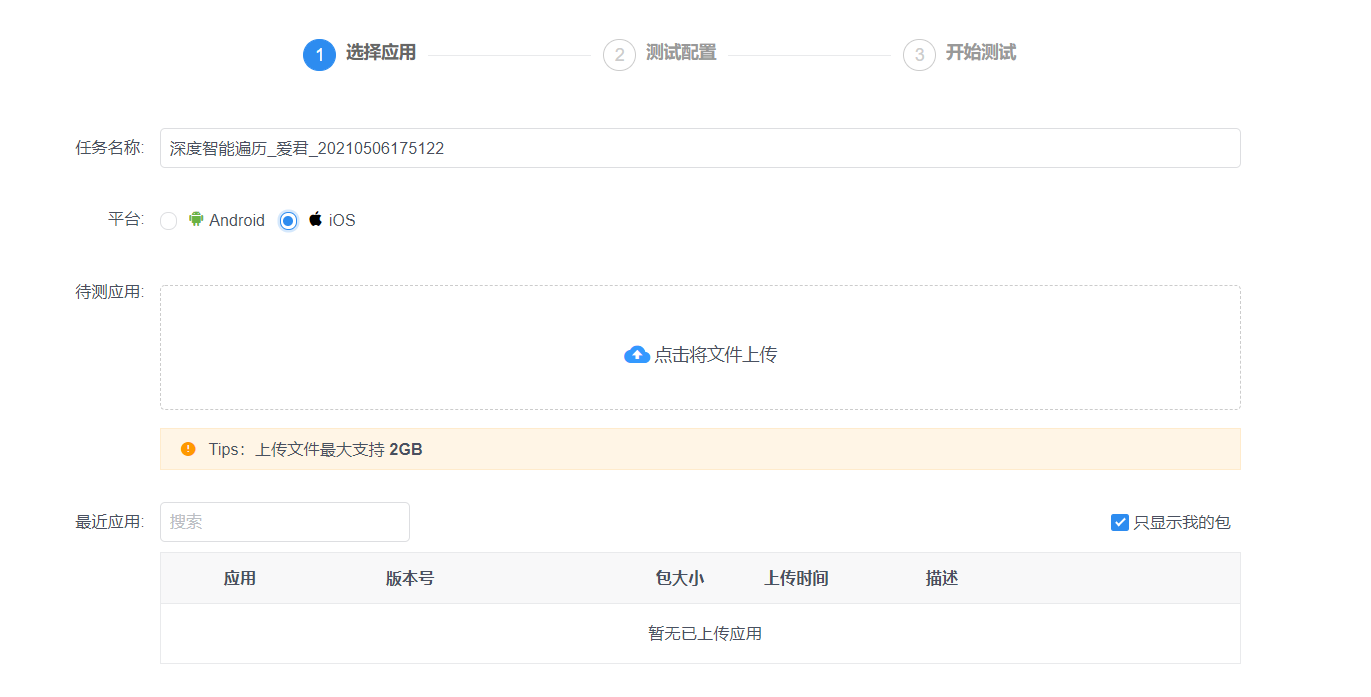 1 选择应用 2 测试配置 3 开始测试
任务名称: 深度智能遍历_爱君_20210506175122
平台: Android iOS
待测应用:
点击将文件上传
Tips：上传文件最大支持 2GB
最近应用: 搜索 只显示我的包
应用 版本号 包大小 上传时间 描述
暂无已上传应用